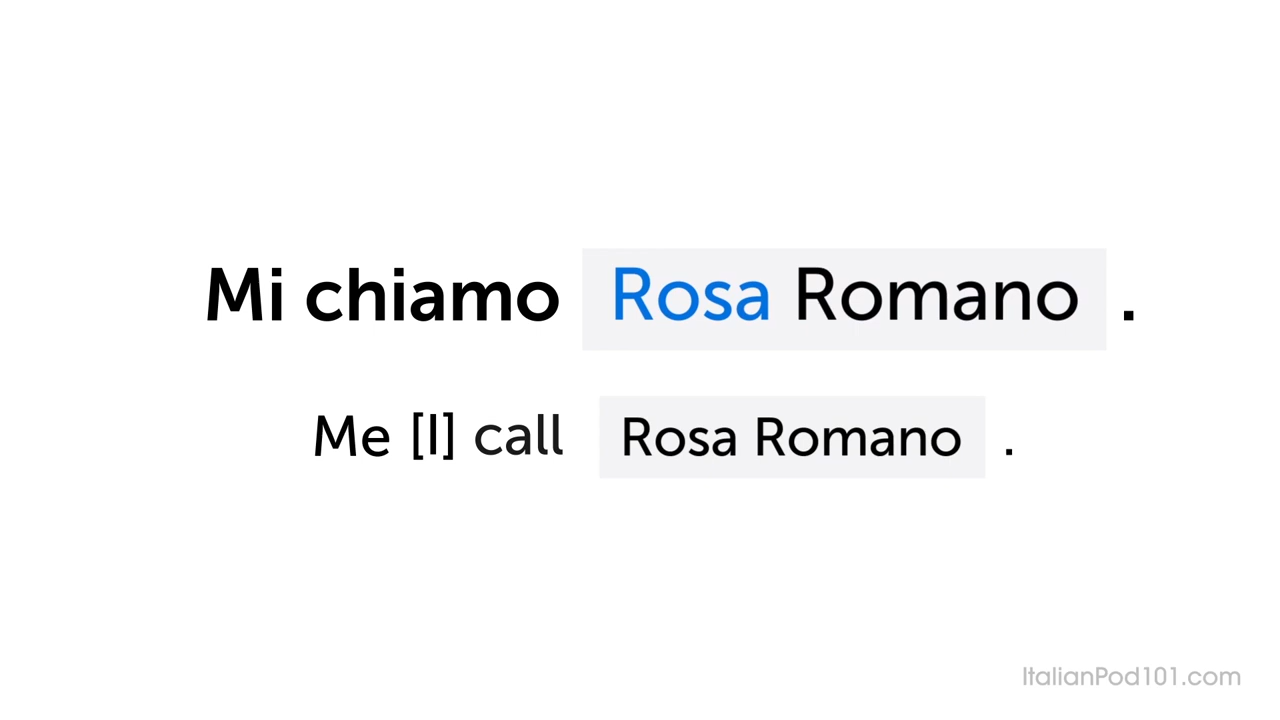 Mi chiamo Rosa Romano .
Me [I] call Rosa Romano .
ItalianPod101.com